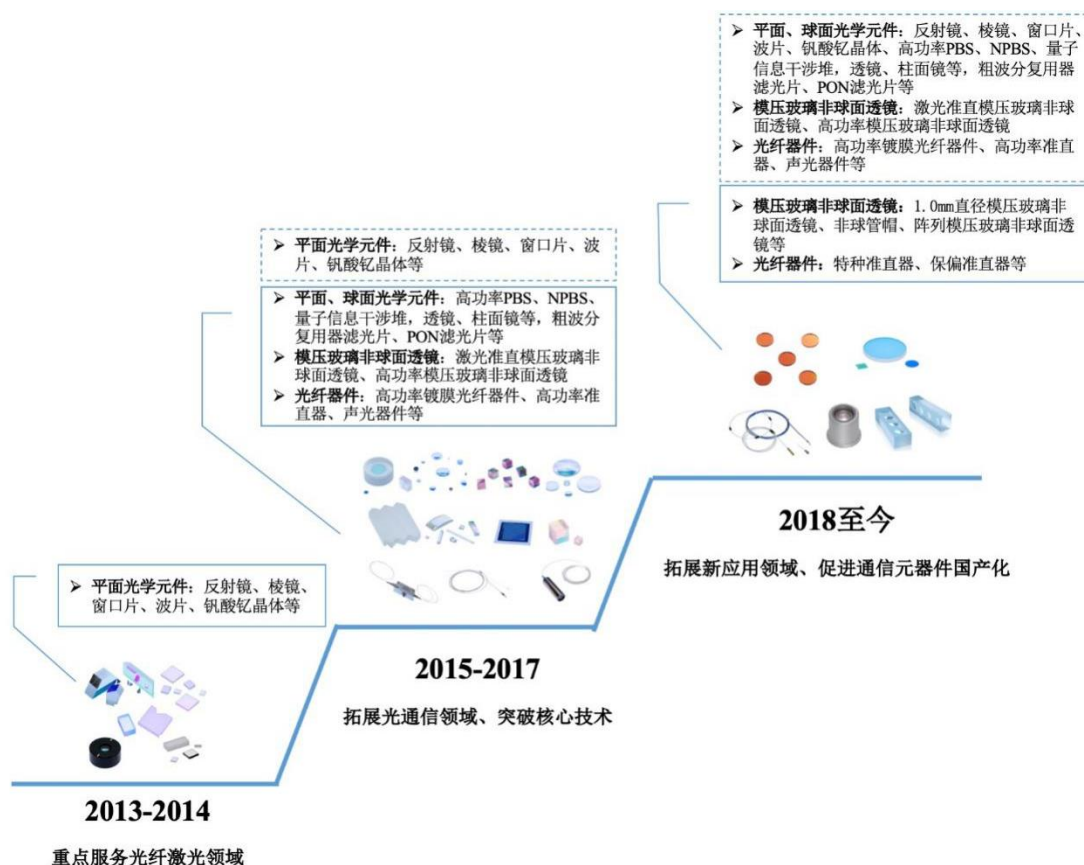 ➢ 平面、球面光学元件：反射镜、棱镜、窗口片、
波片、钒酸钇晶体、高功率PBS、NPBS、量子
信息干涉堆，透镜、柱面镜等，粗波分复用器
滤光片、PON滤光片等
➢ 模压玻璃非球面透镜：激光准直模压玻璃非球
面透镜、高功率模压玻璃非球面透镜
➢ 光纤器件：高功率镀膜光纤器件、高功率准直
器、声光器件等
➢ 模压玻璃非球面透镜：1.0mm直径模压玻璃非
球面透镜、非球管帽、阵列模压玻璃非球面透
镜等
➢ 光纤器件：特种准直器、保偏准直器等
2018至今
拓展新应用领域、促进通信元器件国产化
➢ 平面光学元件：反射镜、棱镜、窗口片、波
片、钒酸钇晶体等
➢ 平面、球面光学元件：高功率PBS、NPBS、
量子信息干涉堆，透镜、柱面镜等，粗波分
复用器滤光片、PON滤光片等
➢ 模压玻璃非球面透镜：激光准直模压玻璃非
球面透镜、高功率模压玻璃非球面透镜
➢ 光纤器件：高功率镀膜光纤器件、高功率准
直器、声光器件等
2015-2017
拓展光通信领域、突破核心技术
➢ 平面光学元件：反射镜、棱镜、
窗口片、波片、钒酸钇晶体等
2013-2014
重点服务光纤激光领域